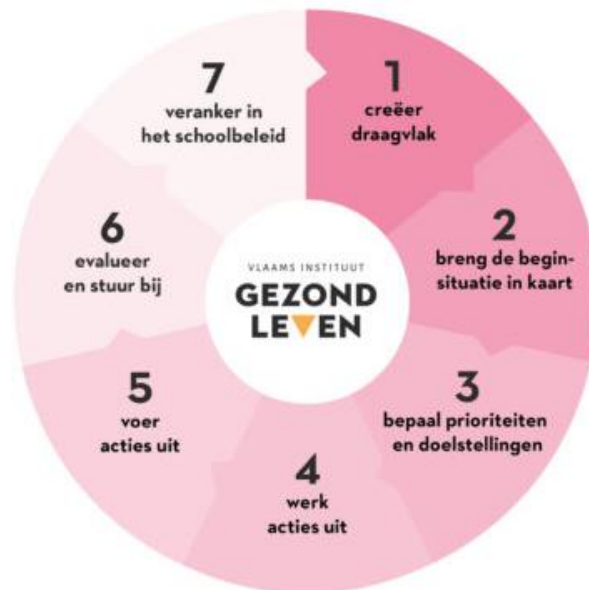 1
creëer
draagvlak
2
breng de begin-
situatie in kaart
3
bepaal prioriteiten
en doelstellingen
4
werk
acties uit
5
voer
acties uit
6
evalueer
en stuur bij
7
veranker in
het schoolbeleid
VLAAMS INSTITUUT
GEZOND
LEVEN